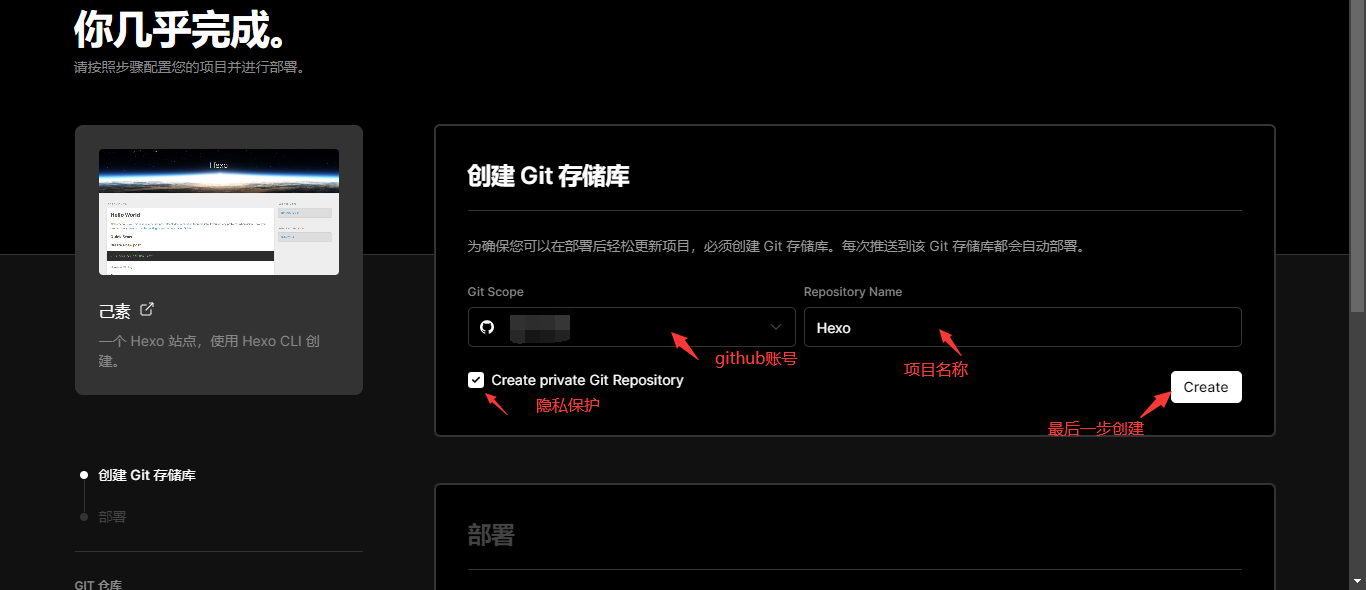 你几乎完成。
请按照步骤配置您的项目并进行部署。
Hexo
Hello World
Quick Start
己素
一个 Hexo 站点，使用 Hexo CLI 创
建。
创建 Git 存储库
部署
GIT 仓库
创建 Git 存储库
为确保您可以在部署后轻松更新项目，必须创建 Git 存储库。每次推送到该 Git 存储库都会自动部署。
Git Scope
Repository Name
Hexo
github账号
项目名称
Create private Git Repository
隐私保护
Create
最后一步创建
部署